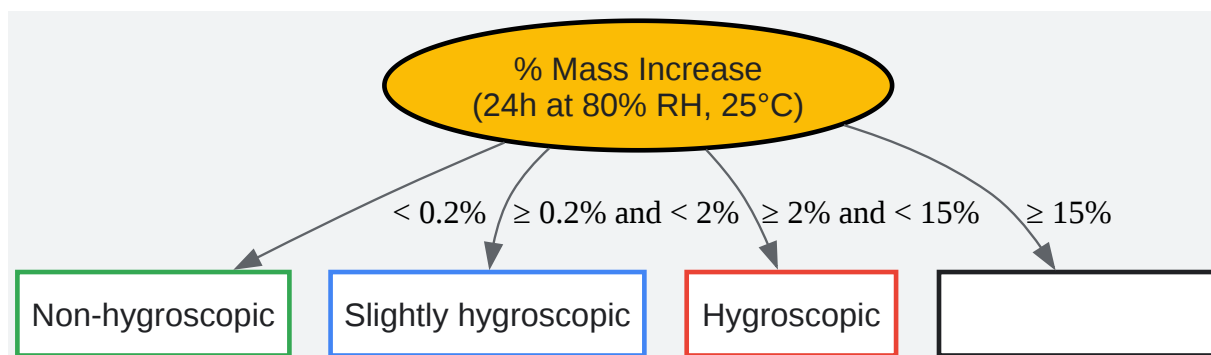 % Mass Increase
(24h at 80% RH, 25°C)
< 0.2%
≥ 0.2% and < 2%
≥ 2% and < 15%
≥ 15%
Non-hygroscopic
Slightly hygroscopic
Hygroscopic